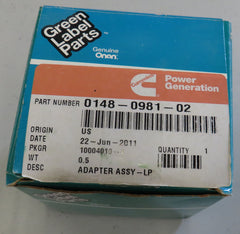 Green Label
Parts
Genuine
Onan
Power
Generation
PART NUMBER 0148-0981-02
ORIGIN US
DATE 22-Jun-2011
PKGR 10004010 QUANTITY 1
WT 0.5
DESC ADAPTER ASSY-LP